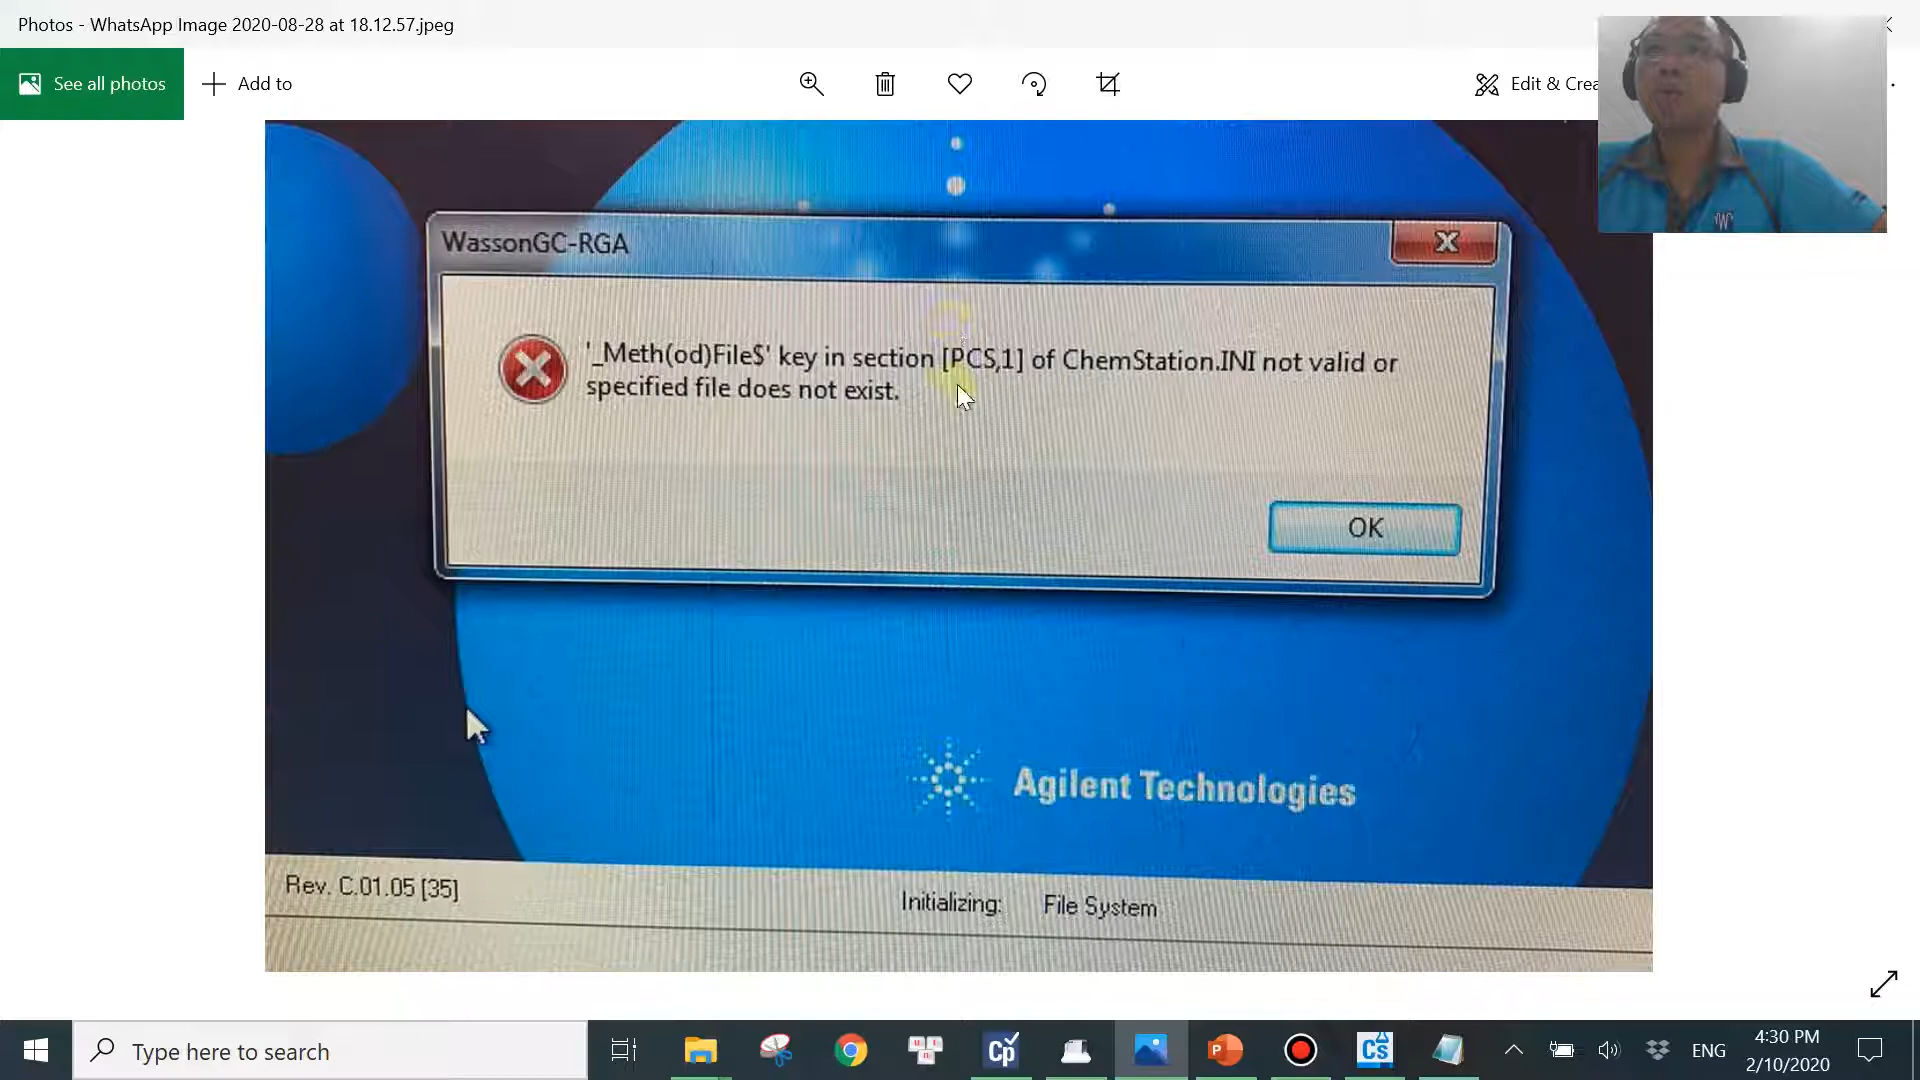 Photos - WhatsApp Image 2020-08-28 at 18.12.57.jpeg
See all photos
Add to
Edit & Crea
WassonGC-RGA
'_Meth(od)File$' key in section [PCS,1] of ChemStation.INI not valid or
specified file does not exist.
OK
Agilent Technologies
Rev. C.01.05 [35]
Initializing: File System
Type here to search
Cp
P
CS
ENG
4:30 PM
2/10/2020